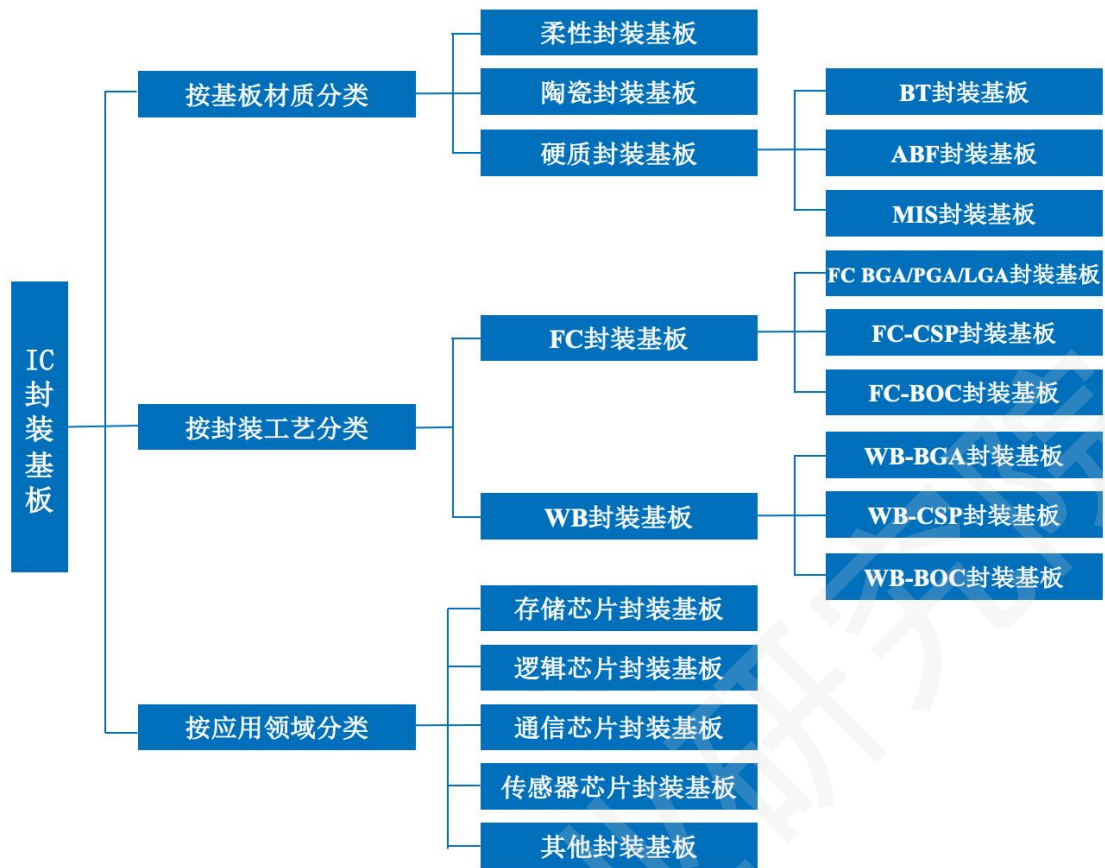 IC封装基板
按基板材质分类
柔性封装基板
陶瓷封装基板
硬质封装基板
BT封装基板
ABF封装基板
MIS封装基板
按封装工艺分类
FC封装基板
FC BGA/PGA/LGA封装基板
FC-CSP封装基板
FC-BOC封装基板
WB封装基板
WB-BGA封装基板
WB-CSP封装基板
WB-BOC封装基板
按应用领域分类
存储芯片封装基板
逻辑芯片封装基板
通信芯片封装基板
传感器芯片封装基板
其他封装基板
业研究院